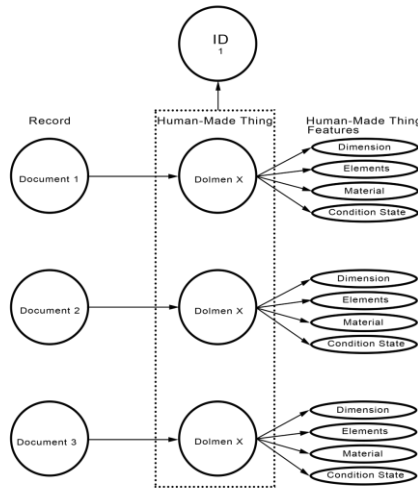 ID
1
Record
Human-Made Thing
Human-Made Thing
Features
Document 1
Dolmen X
Dimension
Elements
Material
Condition State
Document 2
Dolmen X
Dimension
Elements
Material
Condition State
Document 3
Dolmen X
Dimension
Elements
Material
Condition State